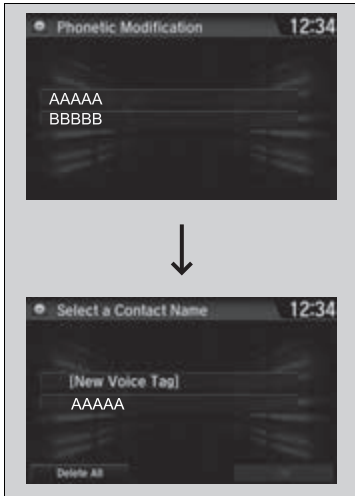 Phonetic Modification 12:34
AAAAA
BBBBB
Select a Contact Name 12:34
[New Voice Tag]
AAAAA
Delete All